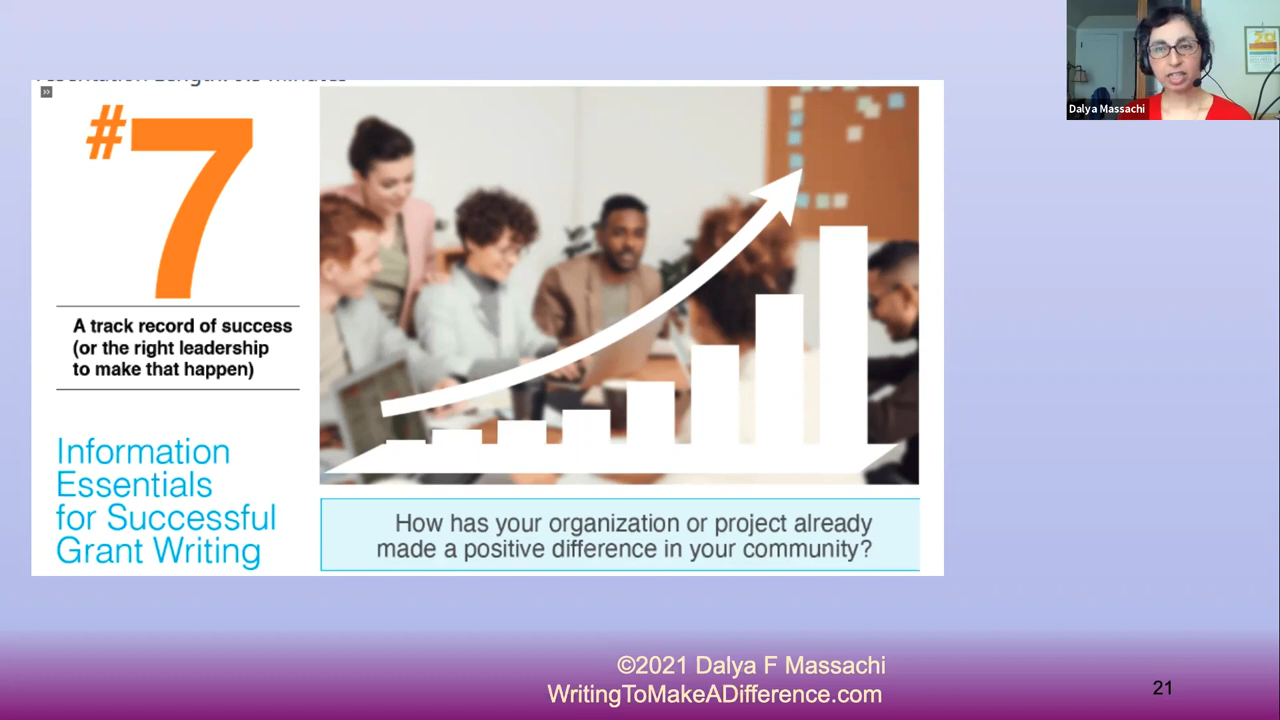 #7
A track record of success
(or the right leadership
to make that happen)
Information
Essentials
for Successful
Grant Writing
How has your organization or project already
made a positive difference in your community?
Dalya Massachi
©2021 Dalya F Massachi
WritingToMakeADifference.com
21